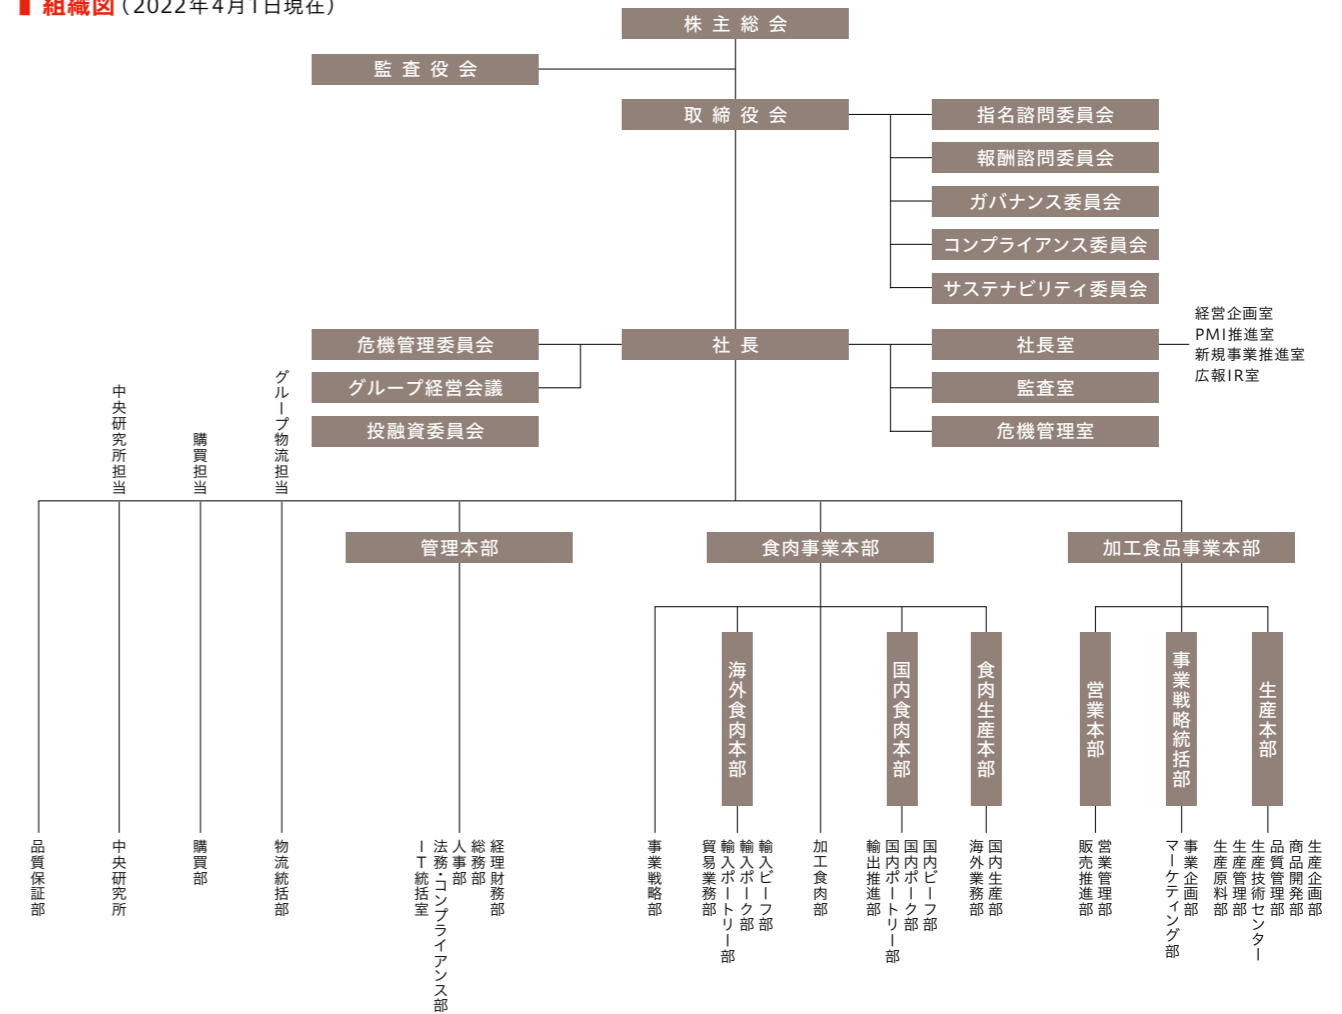 組織図（2022年4月1日現在）
株主総会
監査役会
取締役会
指名諮問委員会
報酬諮問委員会
ガバナンス委員会
コンプライアンス委員会
サステナビリティ委員会
社長
危機管理委員会
グループ経営会議
投融資委員会
社長室
監査室
危機管理室
経営企画室
PMI推進室
新規事業推進室
広報IR室
中央研究所担当
購買担当
グループ物流担当
管理本部
食肉事業本部
加工食品事業本部
海外食肉本部
国内食肉本部
食肉生産本部
営業本部
事業戦略統括部
生産本部
品質保証部
中央研究所
購買部
物流統括部
経理財務部
総務部
人事部
法務・コンプライアンス部
IT統括室
事業戦略部
輸入ビーフ部
輸入ポーク部
輸入ポートリー部
貿易業務部
加工食肉部
国内ビーフ部
国内ポーク部
国内ポートリー部
輸出推進部
国内生産部
海外業務部
営業管理部
販売推進部
事業企画部
マーケティング部
生産企画部
商品開発部
品質管理部
生産技術センター
生産管理部
生産原料部